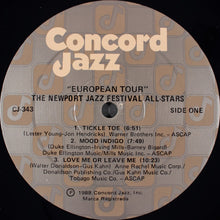 Concord
Jazz
"EUROPEAN TOUR"
THE NEWPORT JAZZ FESTIVAL ALL-STARS
CJ-343
SIDE ONE
1. TICKLE TOE (6:51)
(Lester Young-Jon Hendricks) Warner Brothers Inc. - ASCAP
2. MOOD INDIGO (7:49)
(Duke Ellington-Irving Mills-Barney Bigard)
Duke Ellington Music/Mills Music Inc. - ASCAP
3. LOVE ME OR LEAVE ME (10:23)
(Walter Donaldson-Gus Kahn) Anne Rachel Music Corp./
Donaldson Publishing Co./Gus Kahn Music Co./
Tobago Music Co. - ASCAP
℗ 1988 Concord Jazz, Inc.
Marca Registrada